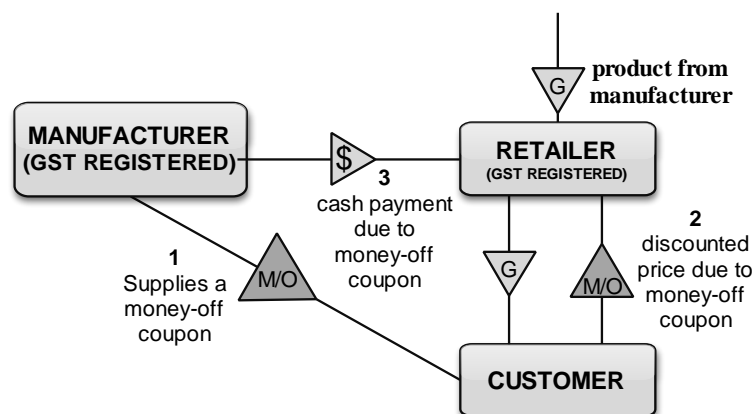 G
product from
manufacturer
MANUFACTURER
(GST REGISTERED)
$
RETAILER
(GST REGISTERED)
3
cash payment
due to
money-off
coupon
1
Supplies a
money-off
coupon
M/O
G
M/O
2
discounted
price due to
money-off
coupon
CUSTOMER